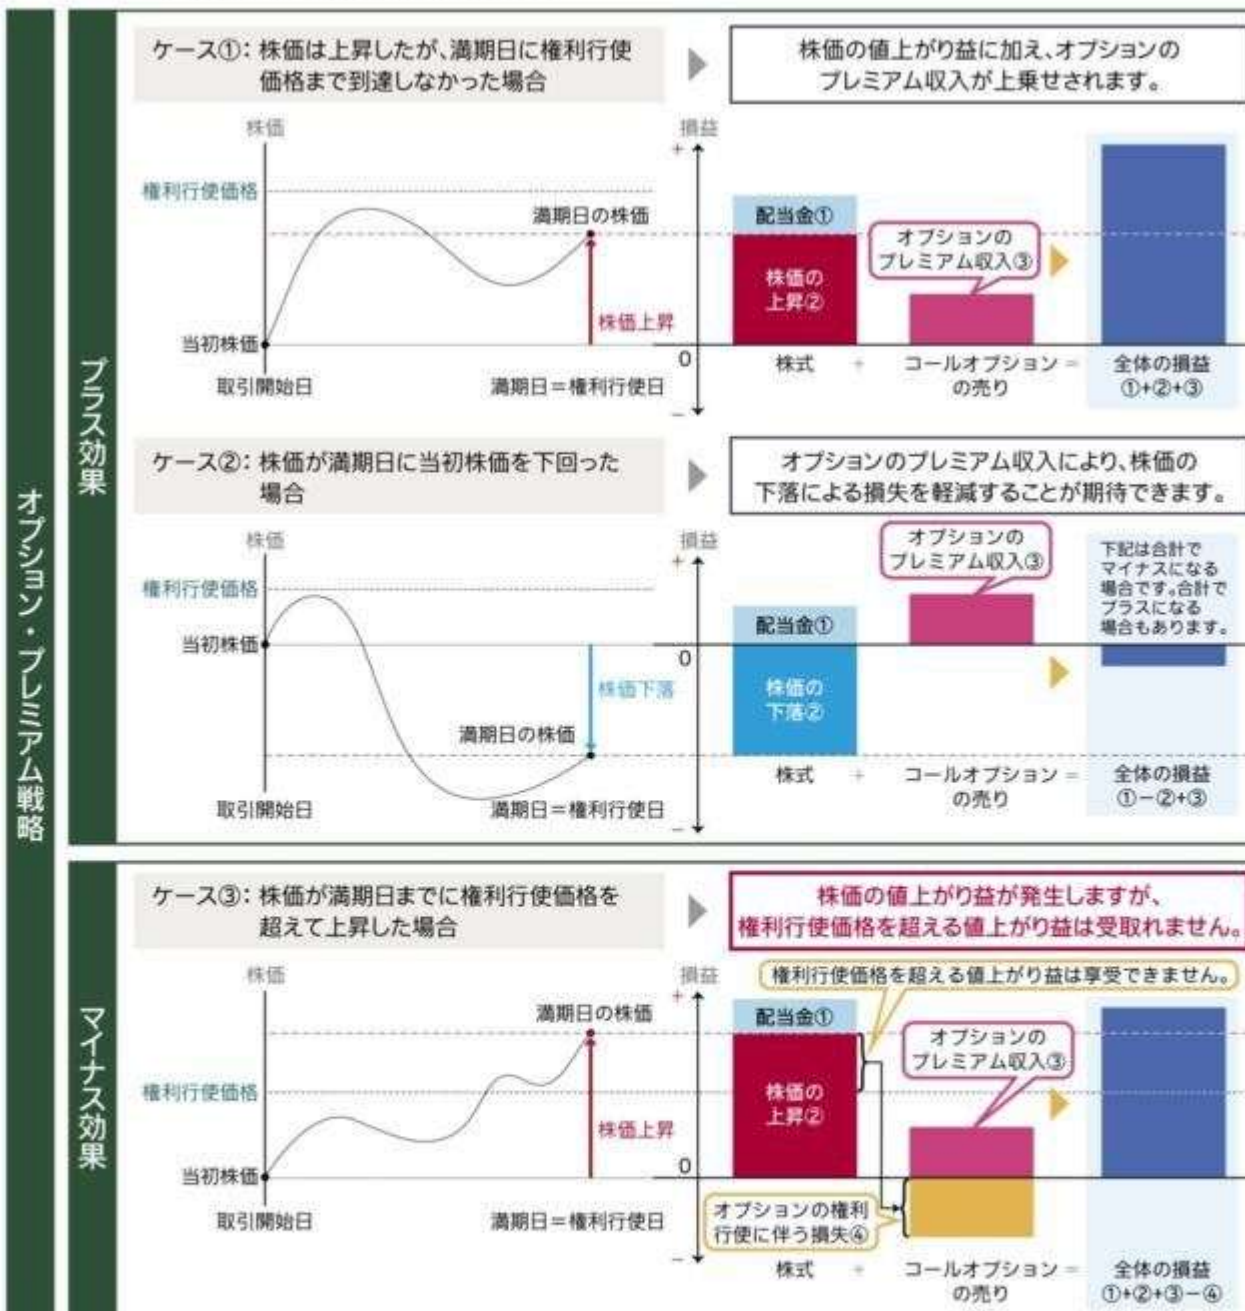 オプション・プレミアム戦略
プラス効果
ケース①：株価は上昇したが、満期日に権利行使
価格まで到達しなかった場合
株価の値上がり益に加え、オプションの
プレミアム収入が上乗せされます。
株価
権利行使価格
満期日の株価
株価上昇
当初株価
取引開始日
満期日＝権利行使日
損益
+
0
−
配当金①
株価の
上昇②
オプションの
プレミアム収入③
株式
+
コールオプション
の売り
=
全体の損益
①+②+③
ケース②：株価が満期日に当初株価を下回った
場合
オプションのプレミアム収入により、株価の
下落による損失を軽減することが期待できます。
株価
権利行使価格
当初株価
株価下落
満期日の株価
取引開始日
満期日＝権利行使日
損益
+
0
−
配当金①
株価の
下落②
オプションの
プレミアム収入③
下記は合計で
マイナスになる
場合です。合計で
プラスになる
場合もあります。
株式
+
コールオプション
の売り
=
全体の損益
①−②+③
マイナス効果
ケース③：株価が満期日までに権利行使価格を
超えて上昇した場合
株価の値上がり益が発生しますが、
権利行使価格を超える値上がり益は受取れません。
株価
満期日の株価
権利行使価格
株価上昇
当初株価
取引開始日
満期日＝権利行使日
損益
+
0
−
権利行使価格を超える値上がり益は享受できません。
配当金①
株価の
上昇②
オプションの
プレミアム収入③
オプションの権利
行使に伴う損失④
株式
+
コールオプション
の売り
=
全体の損益
①+②+③−④